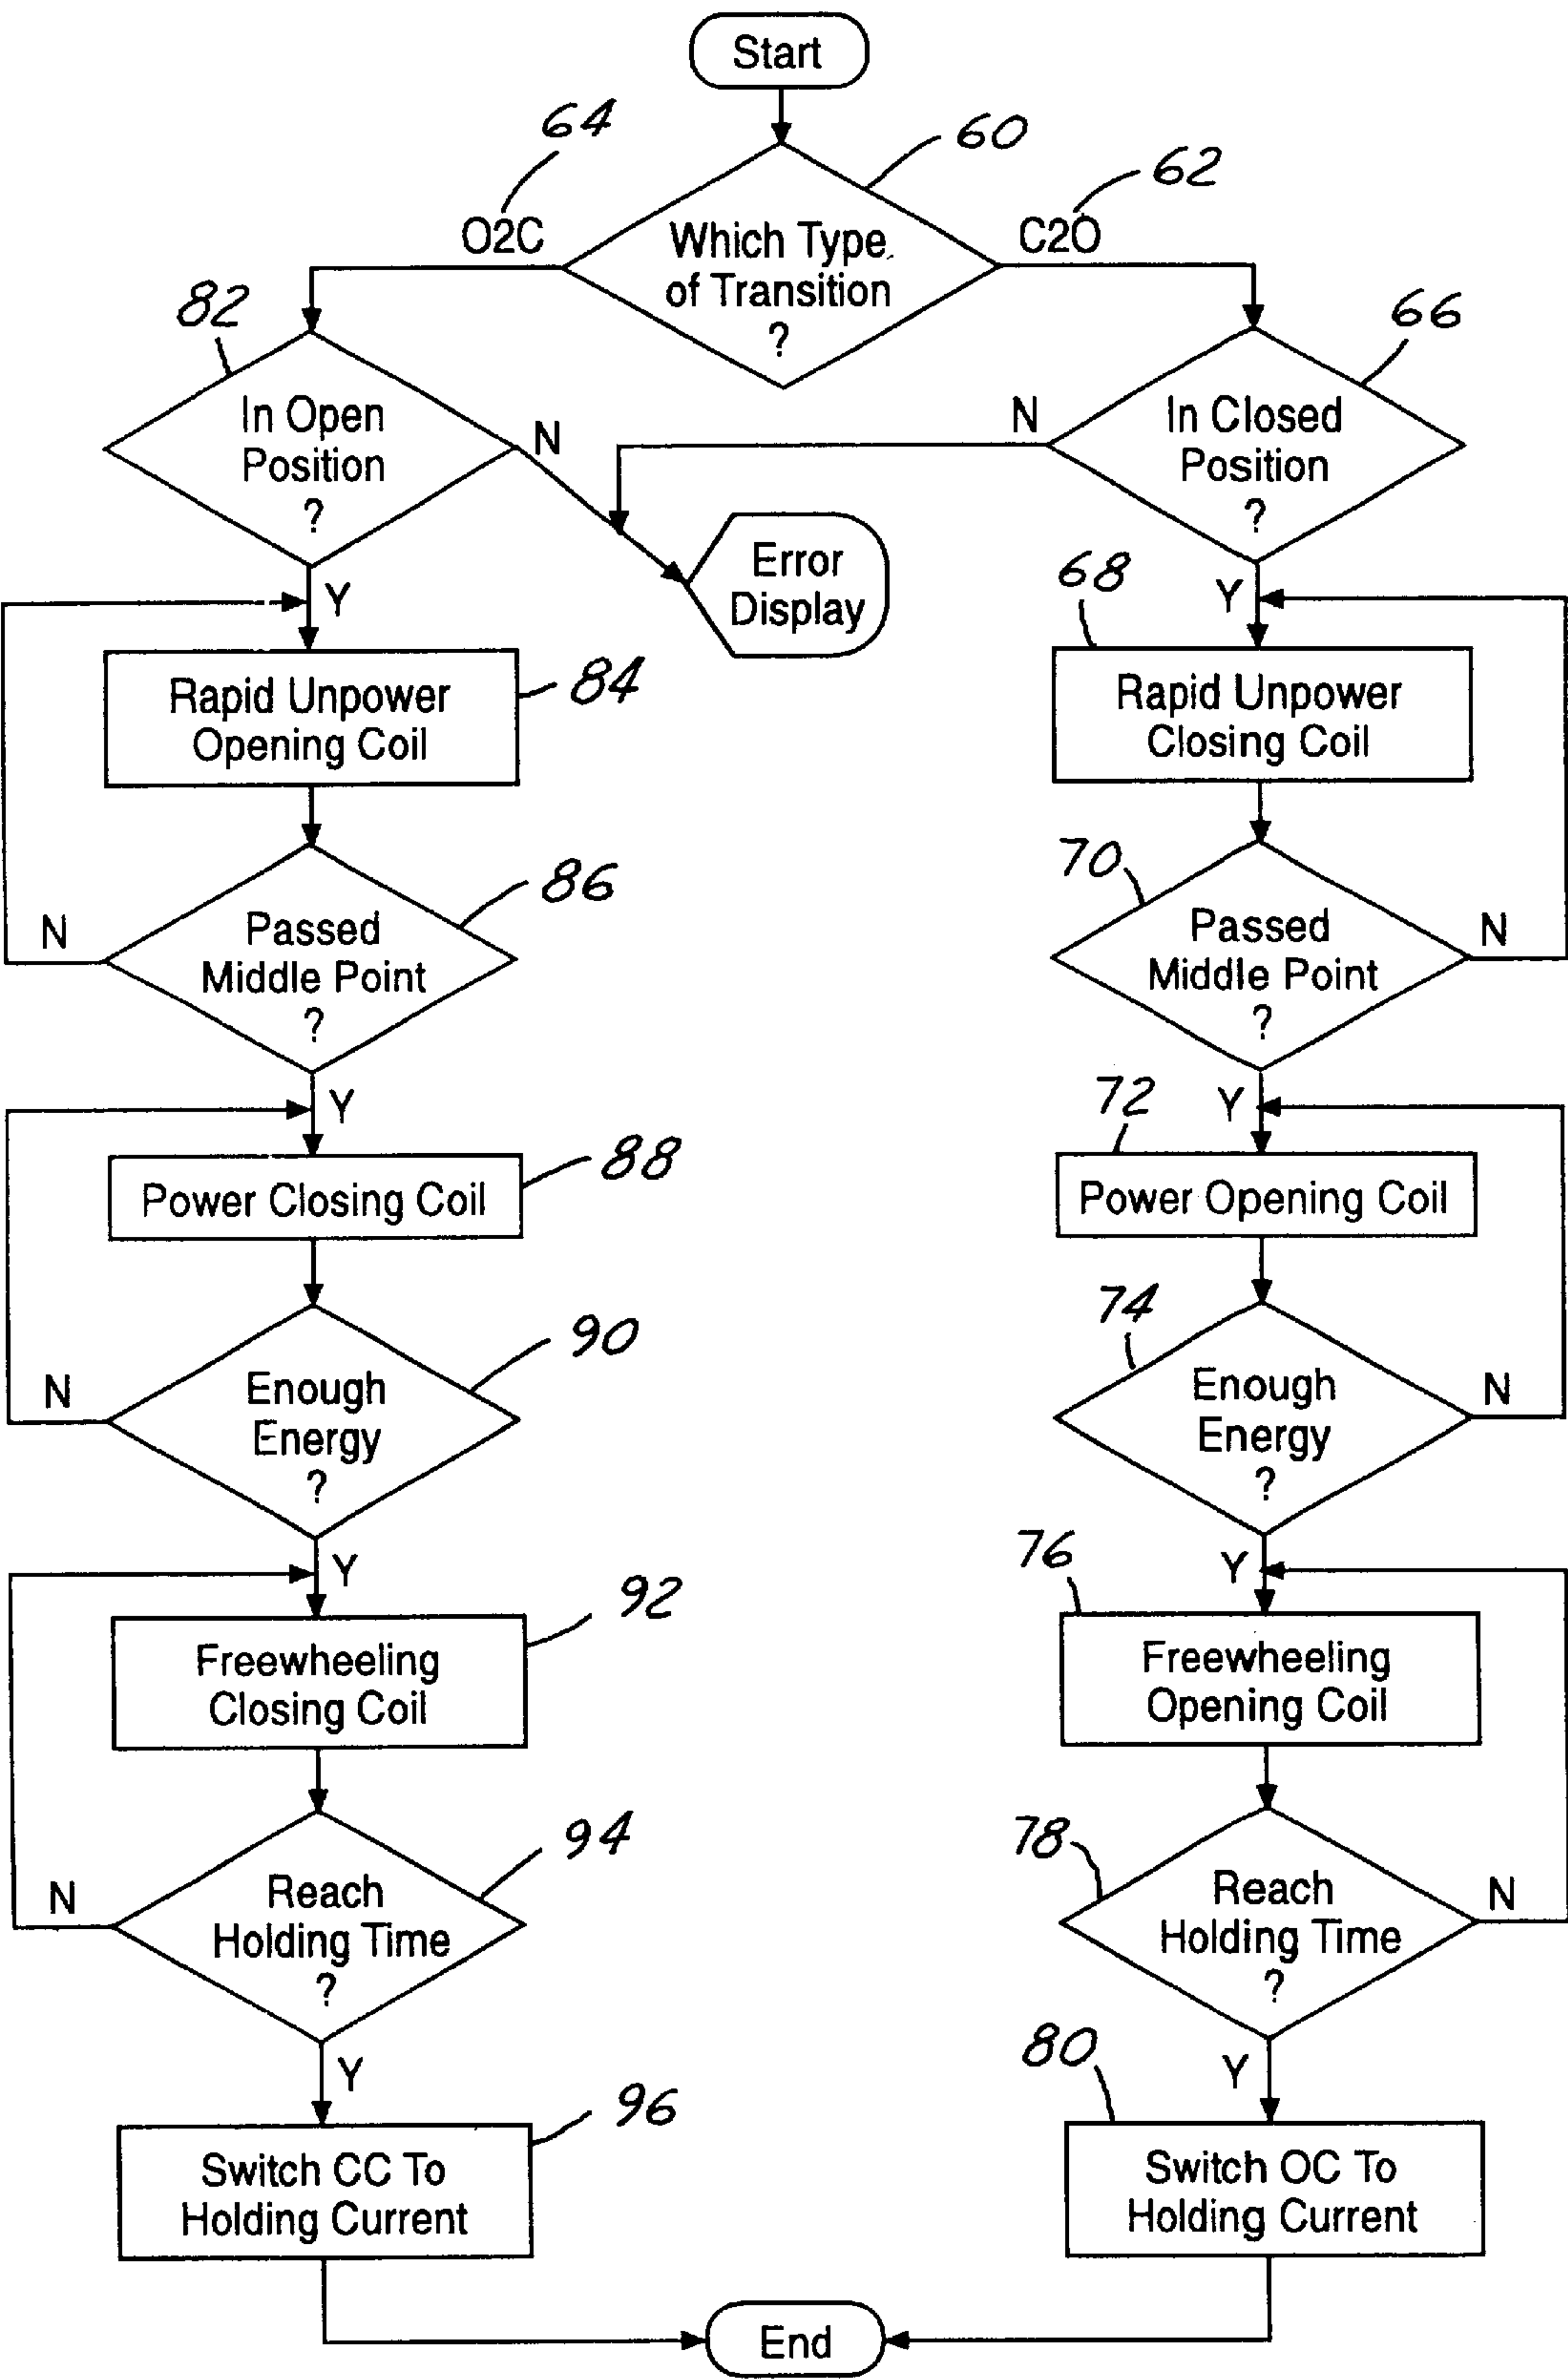 Start
64
60
62
O2C
C2O
Which Type
of Transition
?
82
66
In Open
Position
?
N
N
In Closed
Position
?
Error
Display
Y
68
Y
Rapid Unpower
Opening Coil
84
Rapid Unpower
Closing Coil
86
70
N
Passed
Middle Point
?
Passed
Middle Point
?
N
Y
72
Y
Power Closing Coil
88
Power Opening Coil
90
74
N
Enough
Energy
?
Enough
Energy
?
N
Y
76
Y
92
Freewheeling
Closing Coil
Freewheeling
Opening Coil
94
78
N
Reach
Holding Time
?
Reach
Holding Time
?
N
Y
80
Y
96
Switch CC To
Holding Current
Switch OC To
Holding Current
End